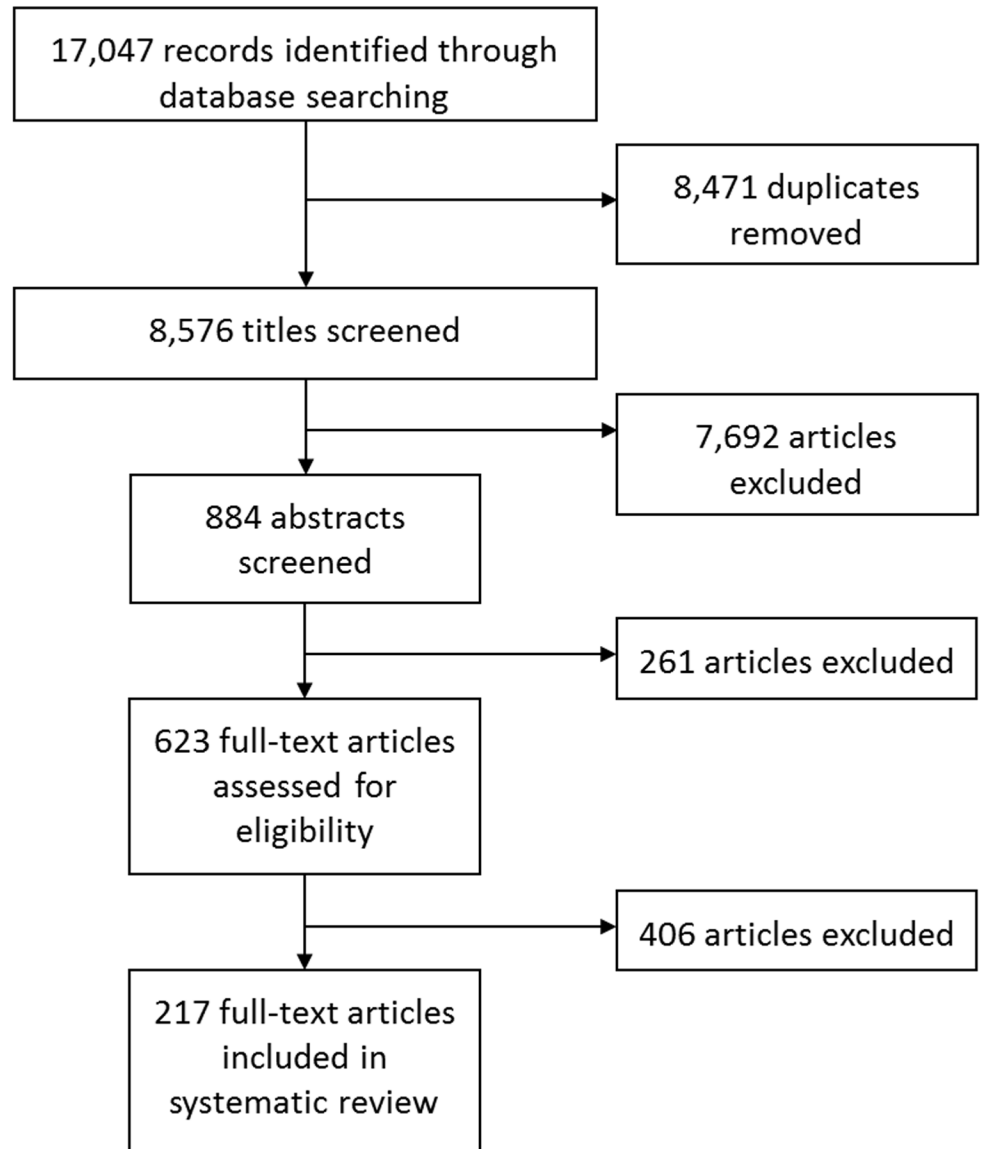 17,047 records identified through
database searching
8,471 duplicates
removed
8,576 titles screened
7,692 articles
excluded
884 abstracts
screened
261 articles excluded
623 full-text articles
assessed for
eligibility
406 articles excluded
217 full-text articles
included in
systematic review